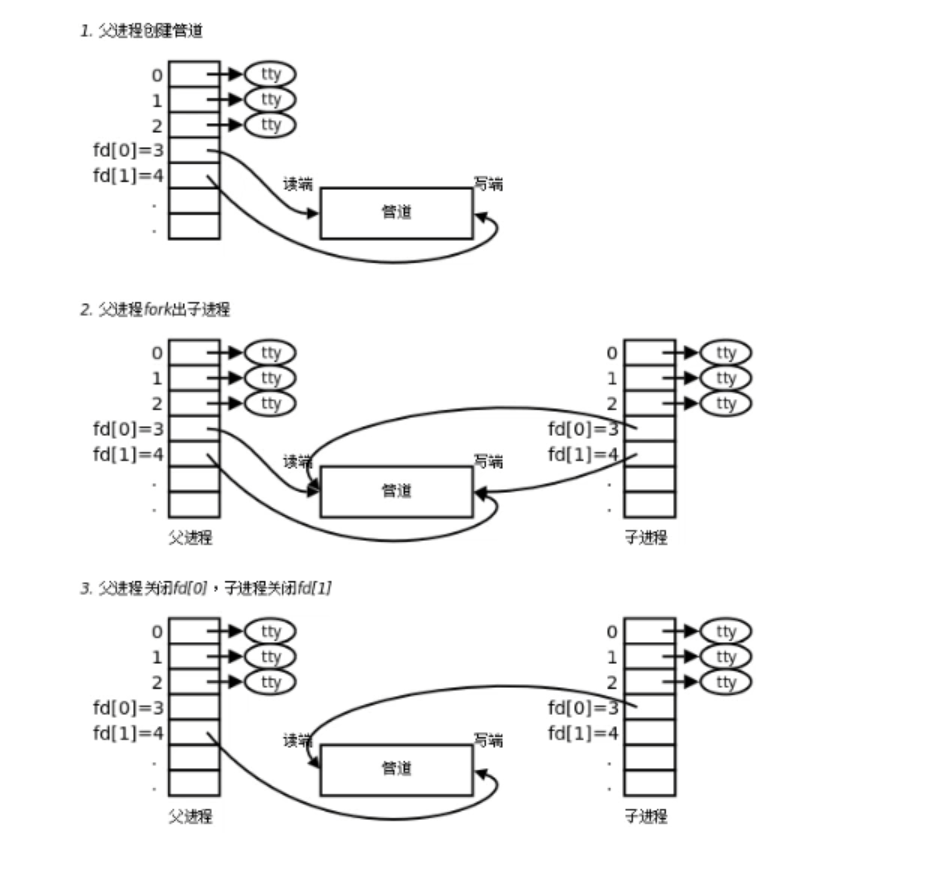 1. 父进程创建管道
0 tty
1 tty
2 tty
fd[0]=3
fd[1]=4
读端 写端
.
管道
.
2. 父进程fork出子进程
0 tty 0 tty
1 tty 1 tty
2 tty 2 tty
fd[0]=3 fd[0]=3
fd[1]=4 读端 写端 fd[1]=4
. 管道 .
. .
父进程 子进程
3. 父进程关闭fd[0]，子进程关闭fd[1]
0 tty 0 tty
1 tty 1 tty
2 tty 2 tty
fd[0]=3 fd[0]=3
fd[1]=4 读端 写端 fd[1]=4
. 管道 .
. .
父进程 子进程